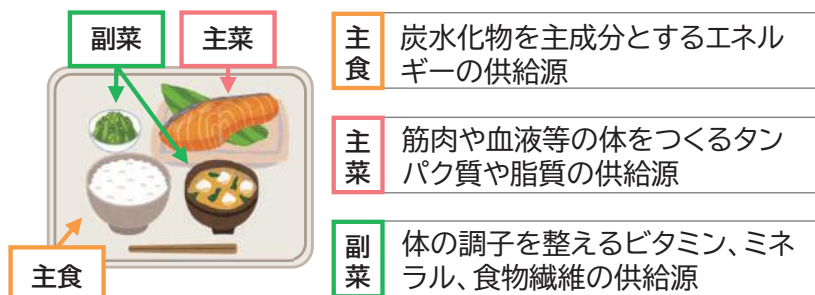 副菜
主菜
主食
主食
炭水化物を主成分とするエネル
ギーの供給源
主菜
筋肉や血液等の体をつくるタン
パク質や脂質の供給源
副菜
体の調子を整えるビタミン、ミネ
ラル、食物繊維の供給源